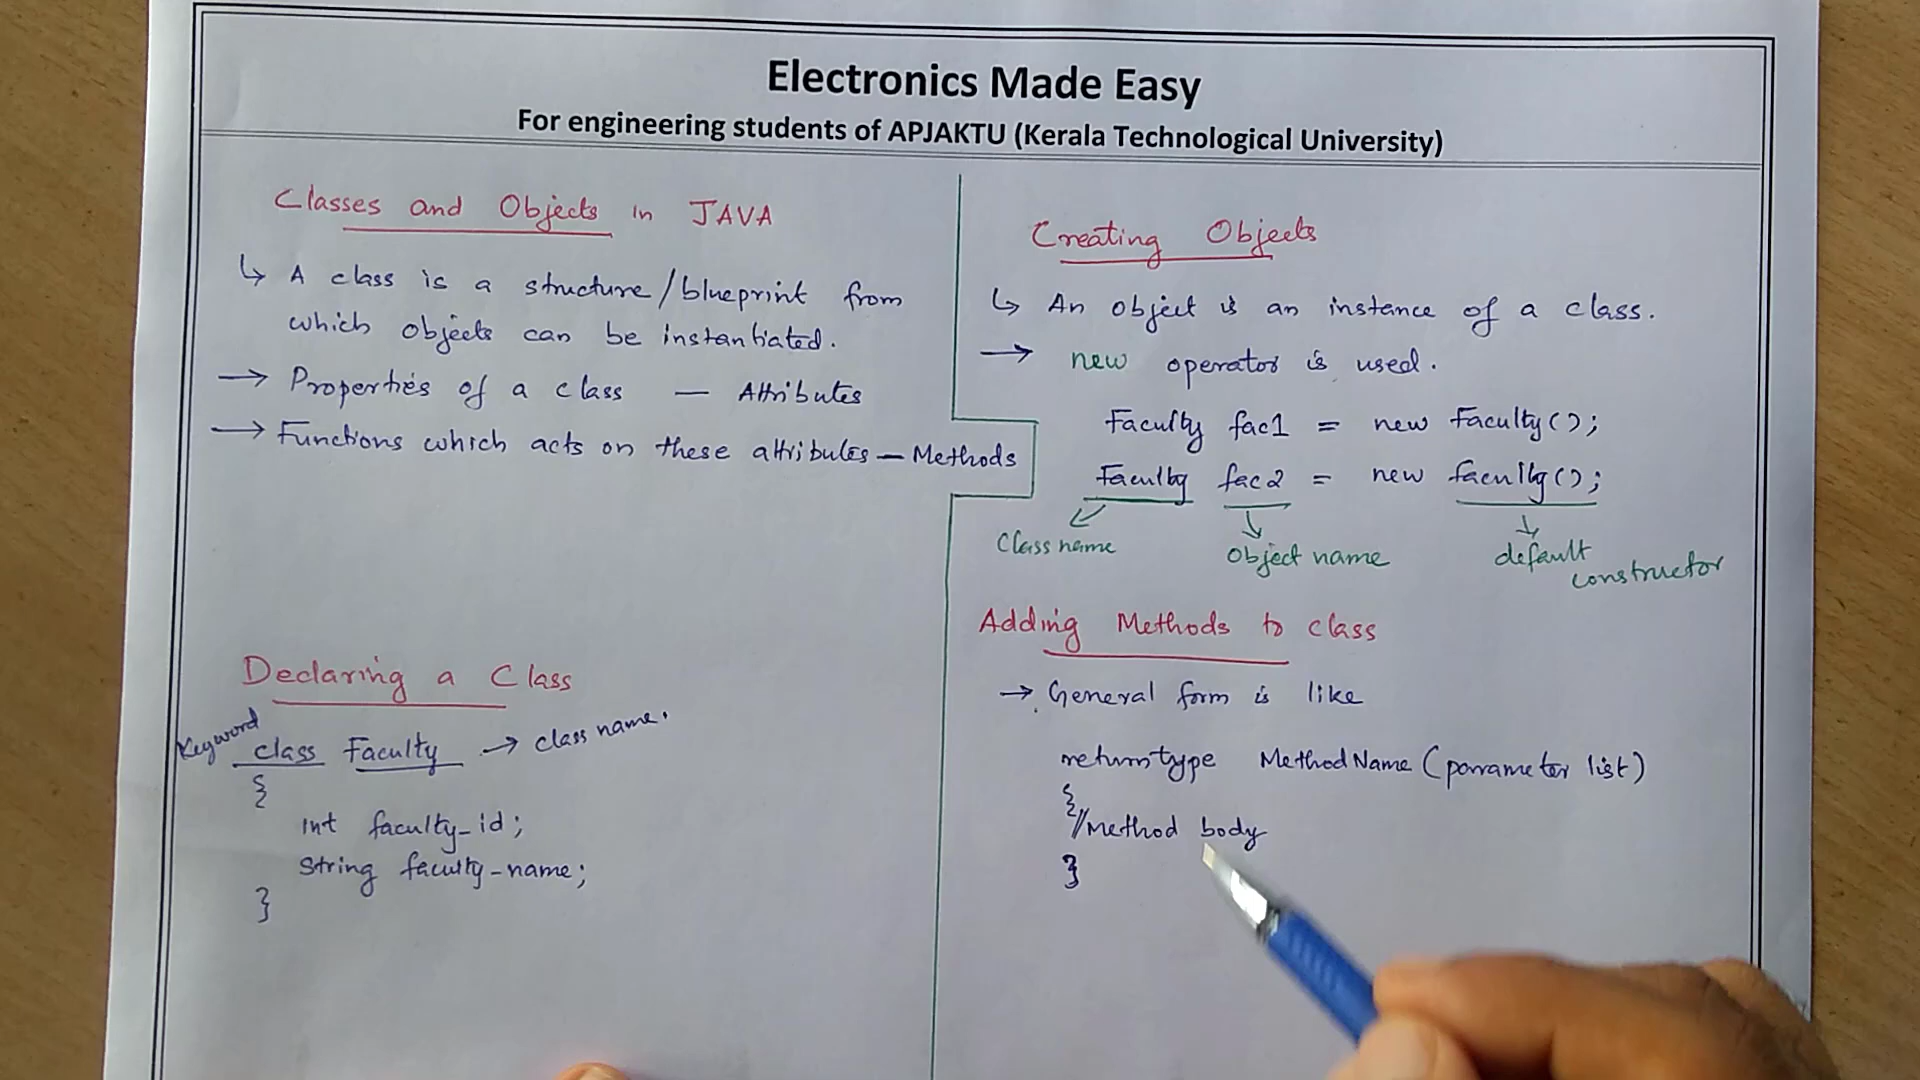 Electronics Made Easy
For engineering students of APJAKTU (Kerala Technological University)
Classes and Objects in JAVA
↳ A class is a structure/blueprint from
which objects can be instantiated.
→ Properties of a class — Attributes
→ Functions which acts on these attributes — Methods
Declaring a Class
Keyword class Faculty → class name.
{
int faculty_id;
String faculty_name;
}
Creating Objects
↳ An object is an instance of a class.
→ new operator is used.
Faculty fac1 = new Faculty();
Faculty fac2 = new faculty();
Class name
Object name
default
constructor
Adding Methods to class
→ General form is like
returntype MethodName (parameter list)
{
//Method body
}